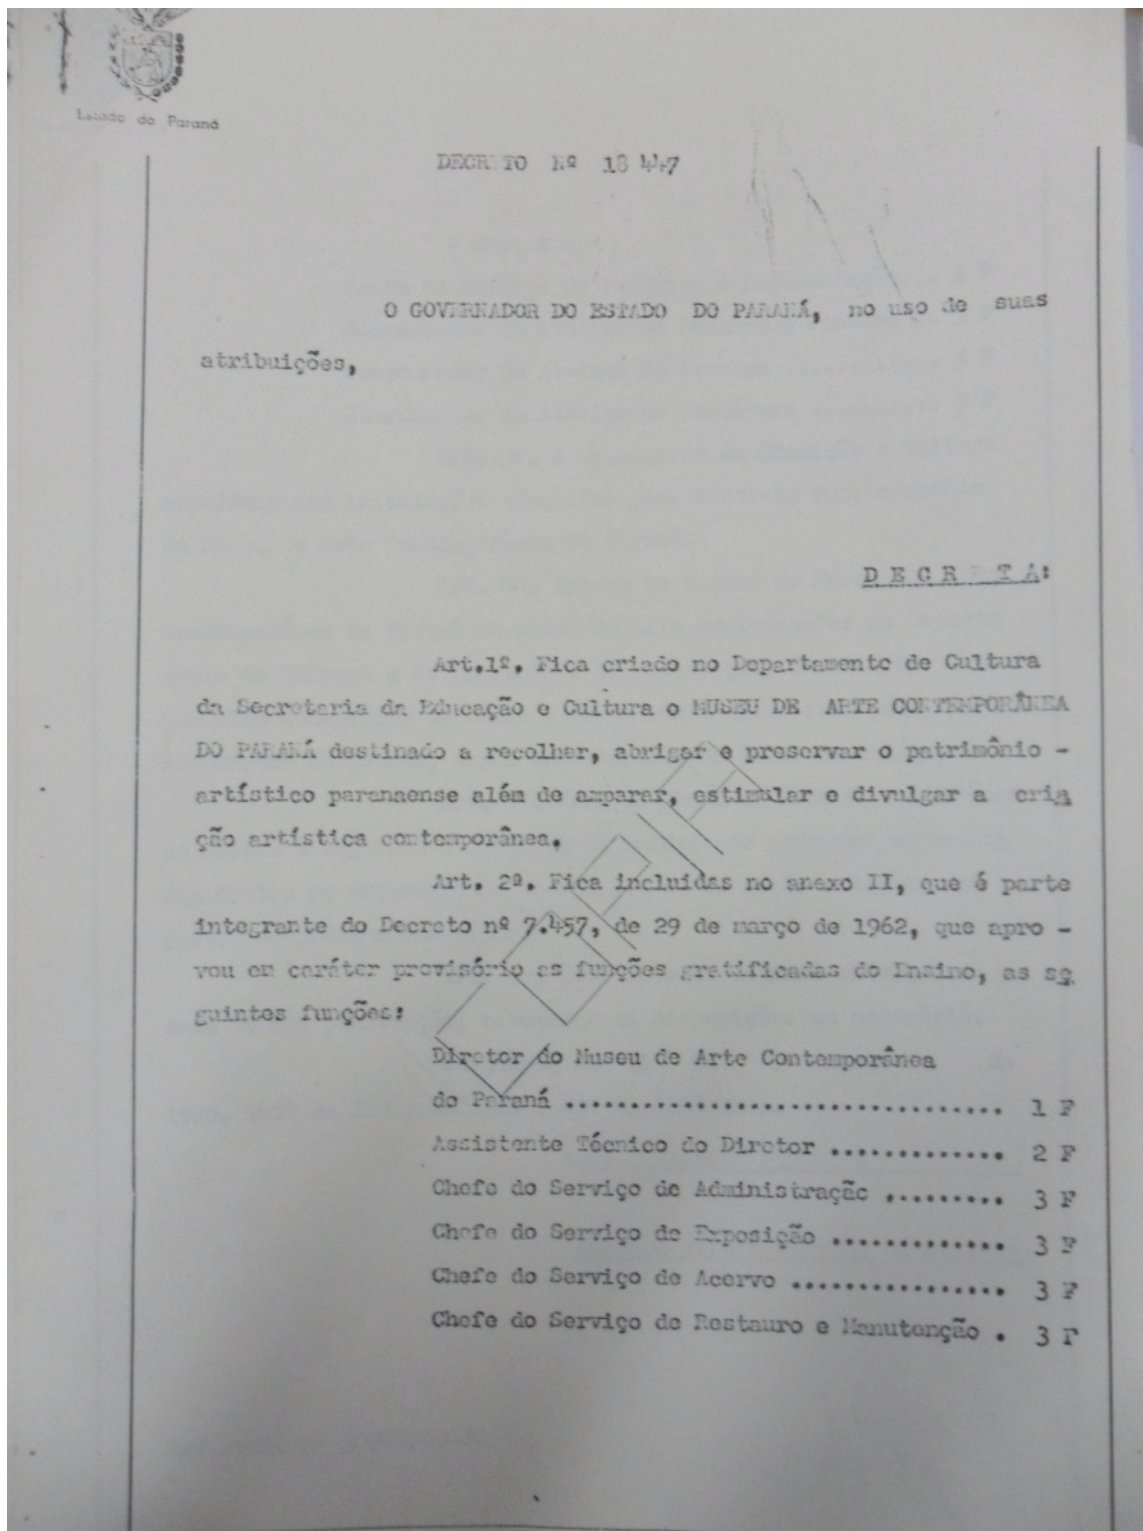 Estado do Paraná
DECRETO Nº 18 447
O GOVERNADOR DO ESTADO DO PARANÁ, no uso de suas
atribuições,
D E C R E T A:
Art.1º. Fica criado no Departamento de Cultura
da Secretaria da Educação e Cultura o MUSEU DE ARTE CONTEMPORÂNEA
DO PARANÁ destinado a recolher, abrigar e preservar o patrimônio -
artístico paranaense além de amparar, estimular e divulgar a cria
ção artística contemporânea.
Art. 2º. Fica incluídas no anexo II, que é parte
integrante do Decreto nº 7.457, de 29 de março de 1962, que apro -
vou em caráter provisório as funções gratificadas do Ensino, as se
guintes funções:
Diretor do Museu de Arte Contemporânea
do Paraná .................................. 1 F
Assistente Técnico do Diretor ............. 2 F
Chefe do Serviço de Administração ......... 3 F
Chefe do Serviço de Exposição ............. 3 F
Chefe do Serviço de Acervo ................ 3 F
Chefe do Serviço de Restauro e Manutenção . 3 F